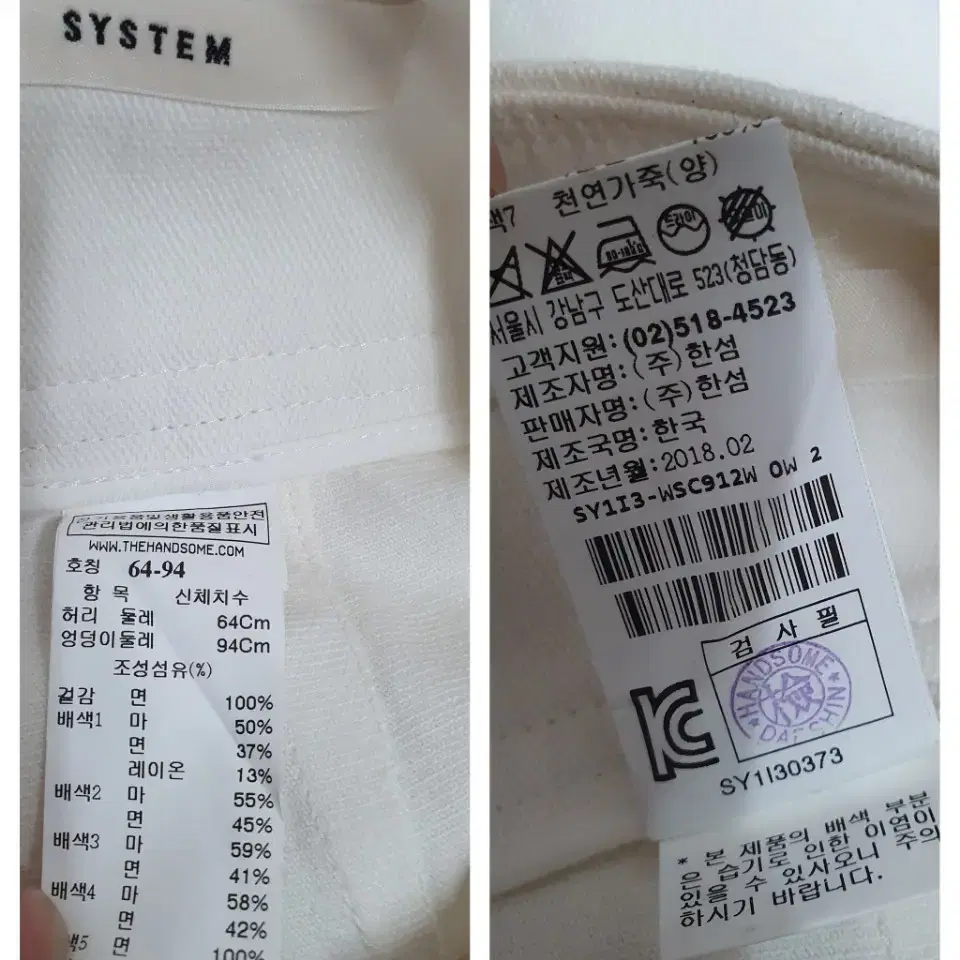 SYSTEM
관리법에의한품질표시
WWW.THEHANDSOME.COM
호칭 64-94
항 목 신체치수
허리 둘레 64Cm
엉덩이둘레 94Cm
조성섬유(%)
겉감 면 100%
배색1 마 50%
면 37%
레이온 13%
배색2 마 55%
면 45%
배색3 마 59%
면 41%
배색4 마 58%
면 42%
색5 면 100%
색7 천연가죽(양)
드라이
서울시 강남구 도산대로 523(청담동)
고객지원:(02)518-4523
제조자명:(주)한섬
판매자명:(주)한섬
제조국명:한국
제조년월:2018.02
SY1I3-WSC912W OW 2
검 사 필
HANDSOME
KC
SY1I30373
* 본 제품의 배색 부분
은 습기로 인한 이염이
있을 수 있사오니 주의
하시기 바랍니다.